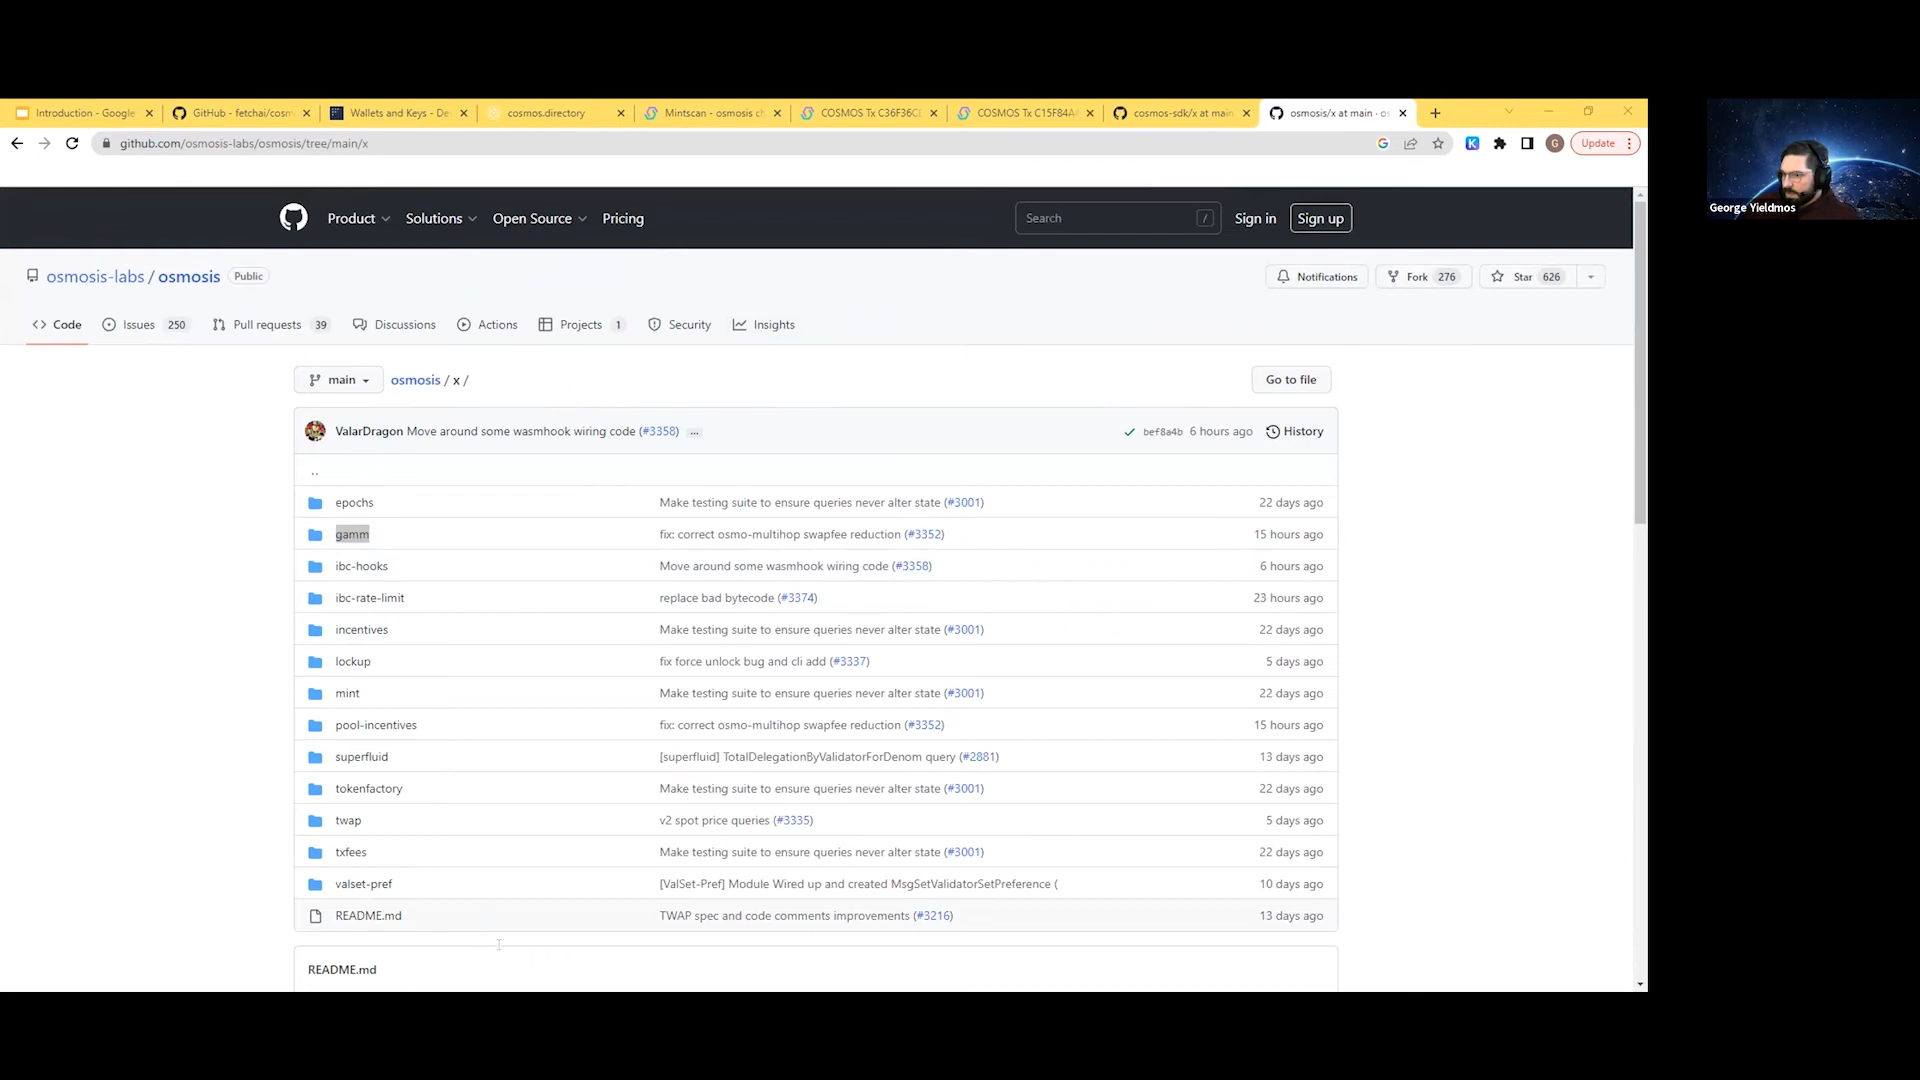 Introduction - Google
GitHub - fetchai/cosm
Wallets and Keys - De
cosmos.directory
Mintscan - osmosis ch
COSMOS Tx C36F36C
COSMOS Tx C15F84A
cosmos-sdk/x at main
osmosis/x at main · os
github.com/osmosis-labs/osmosis/tree/main/x
G
Update
George Yieldmos
Product
Solutions
Open Source
Pricing
Search
/
Sign in
Sign up
osmosis-labs / osmosis Public
Notifications
Fork 276
Star 626
Code
Issues 250
Pull requests 39
Discussions
Actions
Projects 1
Security
Insights
main
osmosis / x /
Go to file
ValarDragon Move around some wasmhook wiring code (#3358) ...
bef8a4b 6 hours ago History
..
epochs Make testing suite to ensure queries never alter state (#3001) 22 days ago
gamm fix: correct osmo-multihop swapfee reduction (#3352) 15 hours ago
ibc-hooks Move around some wasmhook wiring code (#3358) 6 hours ago
ibc-rate-limit replace bad bytecode (#3374) 23 hours ago
incentives Make testing suite to ensure queries never alter state (#3001) 22 days ago
lockup fix force unlock bug and cli add (#3337) 5 days ago
mint Make testing suite to ensure queries never alter state (#3001) 22 days ago
pool-incentives fix: correct osmo-multihop swapfee reduction (#3352) 15 hours ago
superfluid [superfluid] TotalDelegationByValidatorForDenom query (#2881) 13 days ago
tokenfactory Make testing suite to ensure queries never alter state (#3001) 22 days ago
twap v2 spot price queries (#3335) 5 days ago
txfees Make testing suite to ensure queries never alter state (#3001) 22 days ago
valset-pref [ValSet-Pref] Module Wired up and created MsgSetValidatorSetPreference ( 10 days ago
README.md TWAP spec and code comments improvements (#3216) 13 days ago
README.md